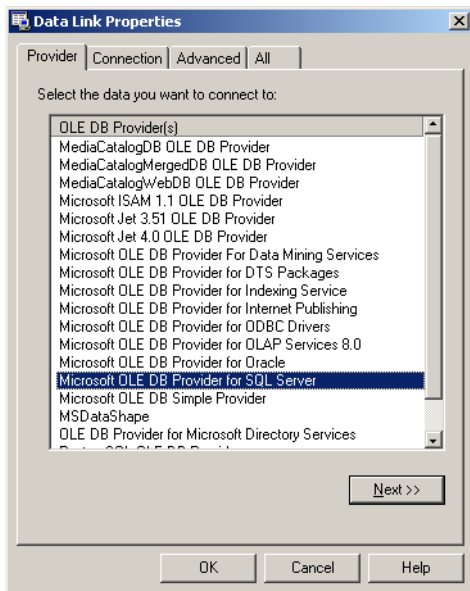 Data Link Properties
Provider Connection Advanced All
Select the data you want to connect to:
OLE DB Provider(s)
MediaCatalogDB OLE DB Provider
MediaCatalogMergedDB OLE DB Provider
MediaCatalogWebDB OLE DB Provider
Microsoft ISAM 1.1 OLE DB Provider
Microsoft Jet 3.51 OLE DB Provider
Microsoft Jet 4.0 OLE DB Provider
Microsoft OLE DB Provider For Data Mining Services
Microsoft OLE DB Provider for DTS Packages
Microsoft OLE DB Provider for Indexing Service
Microsoft OLE DB Provider for Internet Publishing
Microsoft OLE DB Provider for ODBC Drivers
Microsoft OLE DB Provider for OLAP Services 8.0
Microsoft OLE DB Provider for Oracle
Microsoft OLE DB Provider for SQL Server
Microsoft OLE DB Simple Provider
MSDataShape
OLE DB Provider for Microsoft Directory Services
Next >>
OK Cancel Help